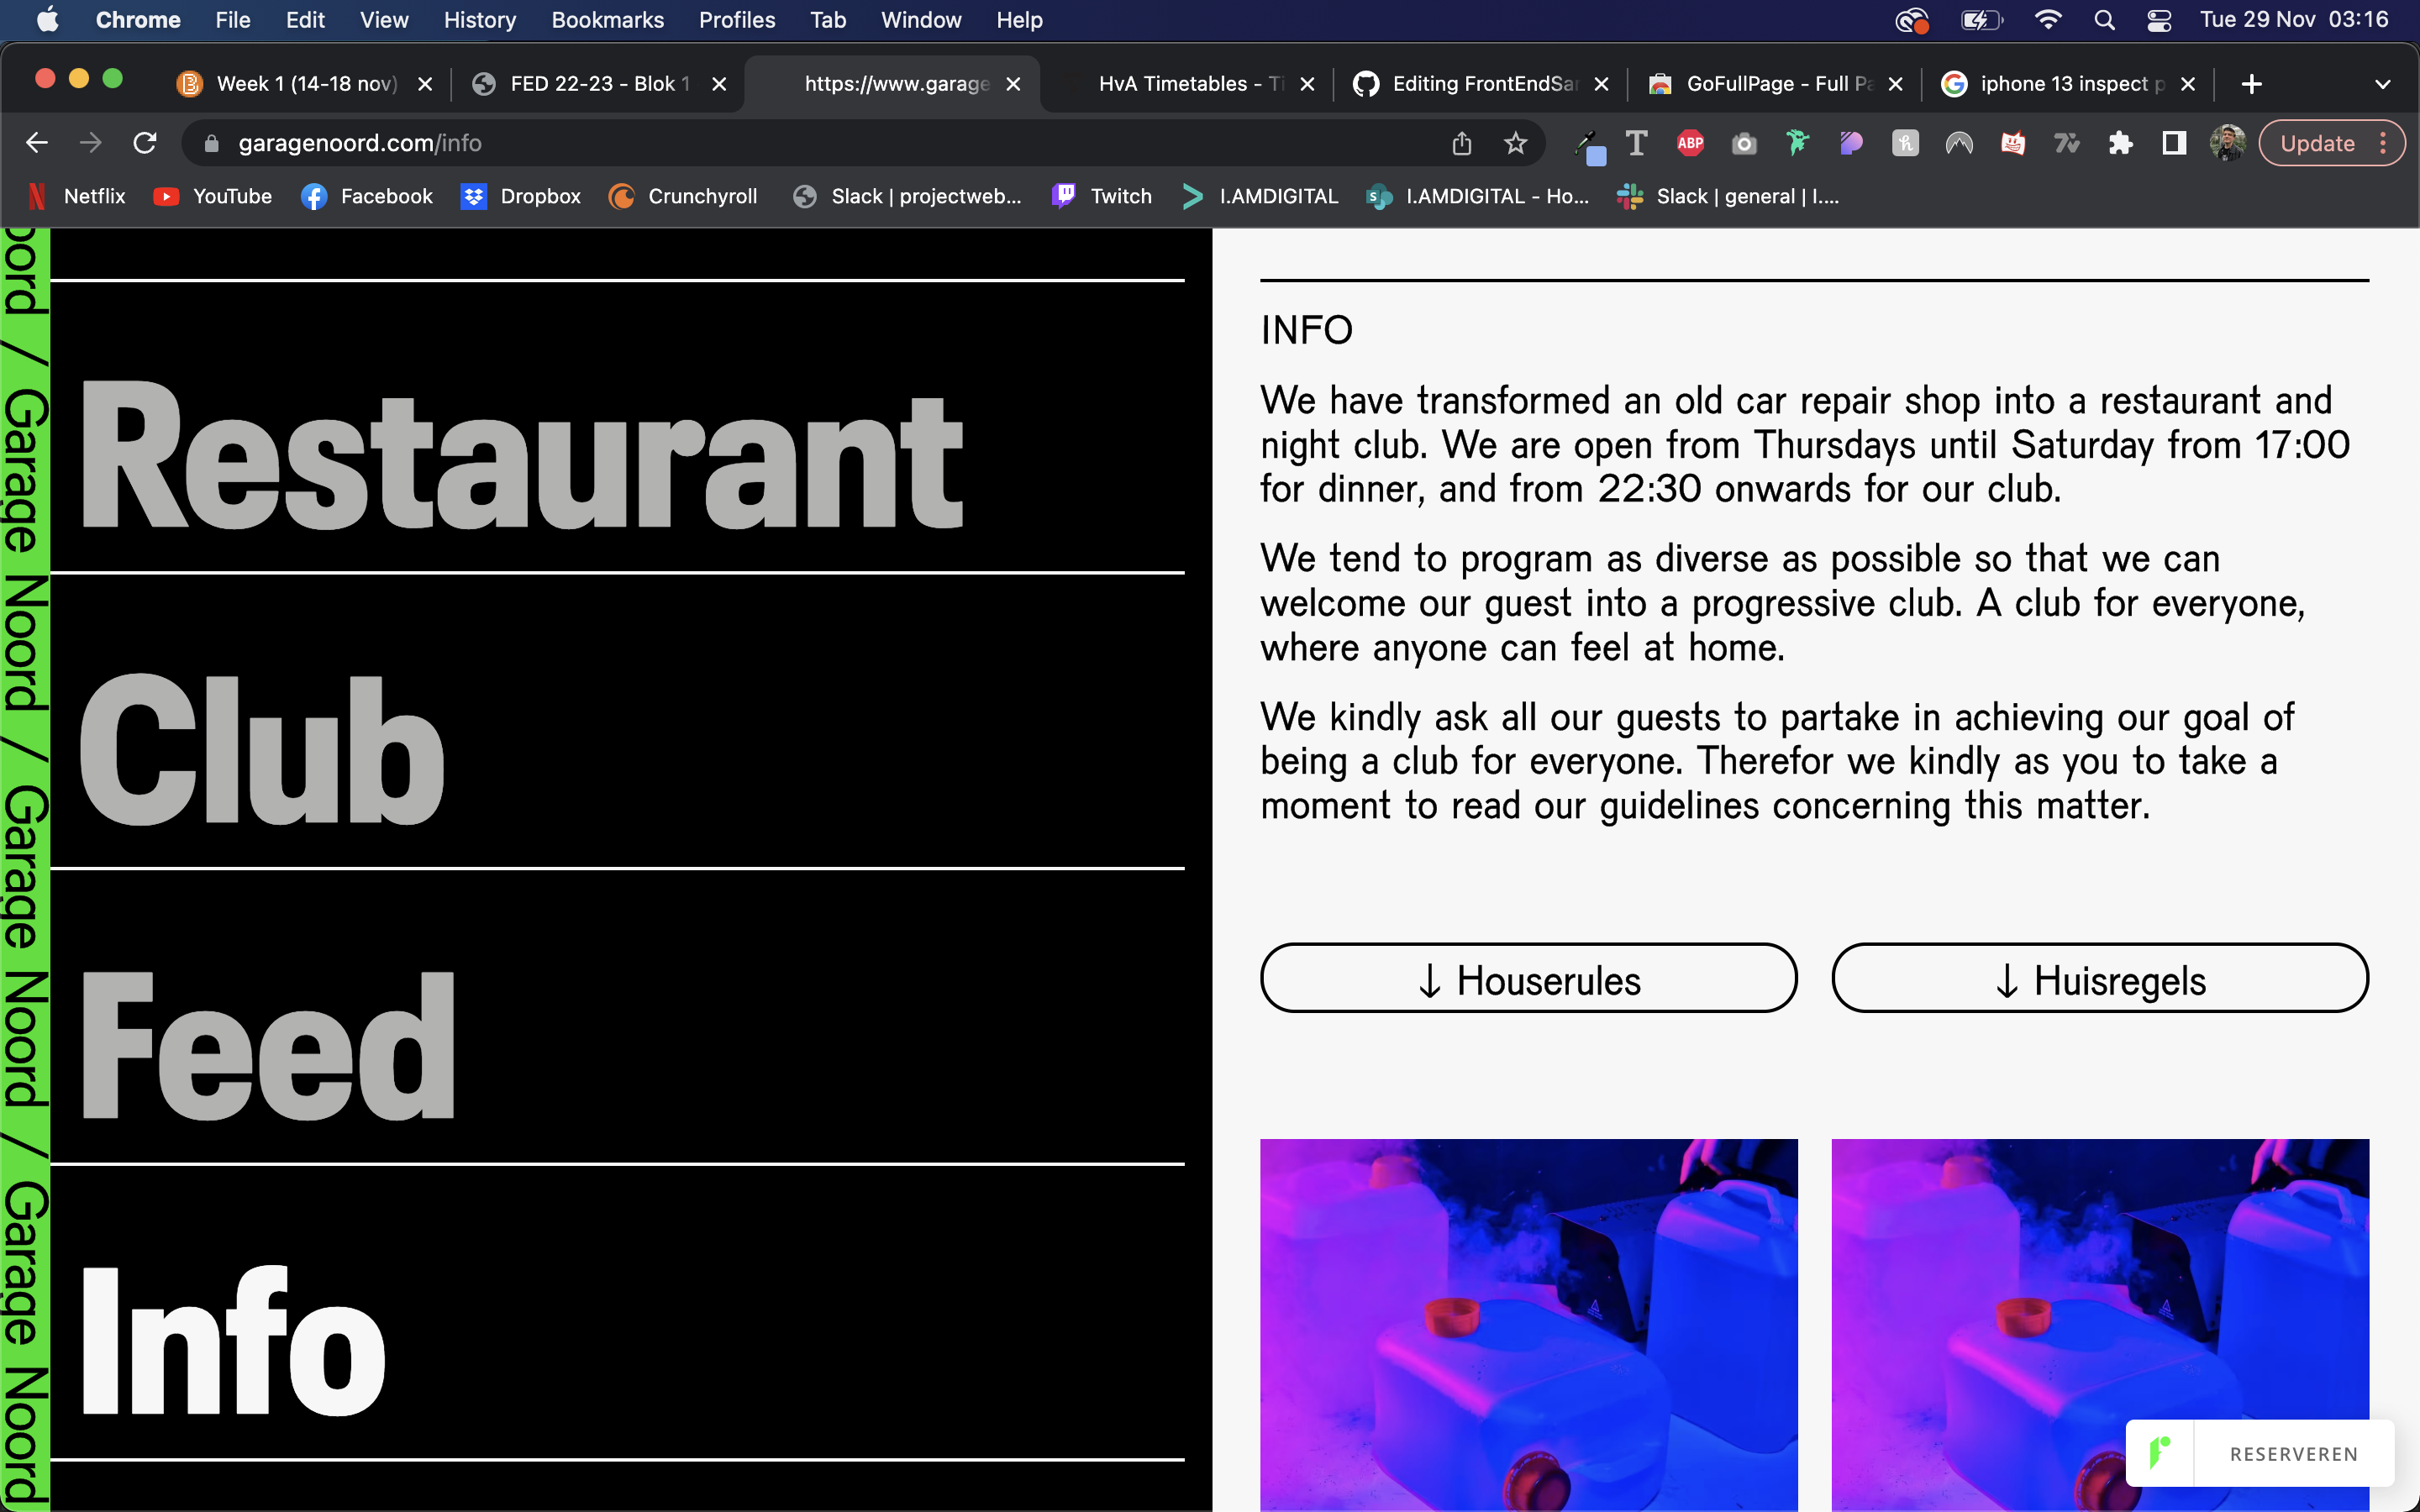 Chrome File Edit View History Bookmarks Profiles Tab Window Help Tue 29 Nov 03:16
Week 1 (14-18 nov) FED 22-23 - Blok 1 https://www.garage HvA Timetables - Ti Editing FrontEndSa GoFullPage - Full Pa iphone 13 inspect p
garagenoord.com/info T ABP Update
Netflix YouTube Facebook Dropbox Crunchyroll Slack | projectweb... Twitch I.AMDIGITAL I.AMDIGITAL - Ho... Slack | general | I....
oord / Garage Noord / Garage Noord / Garage Noord
Restaurant
Club
Feed
Info
INFO
We have transformed an old car repair shop into a restaurant and
night club. We are open from Thursdays until Saturday from 17:00
for dinner, and from 22:30 onwards for our club.
We tend to program as diverse as possible so that we can
welcome our guest into a progressive club. A club for everyone,
where anyone can feel at home.
We kindly ask all our guests to partake in achieving our goal of
being a club for everyone. Therefor we kindly as you to take a
moment to read our guidelines concerning this matter.
↓ Houserules ↓ Huisregels
RESERVEREN